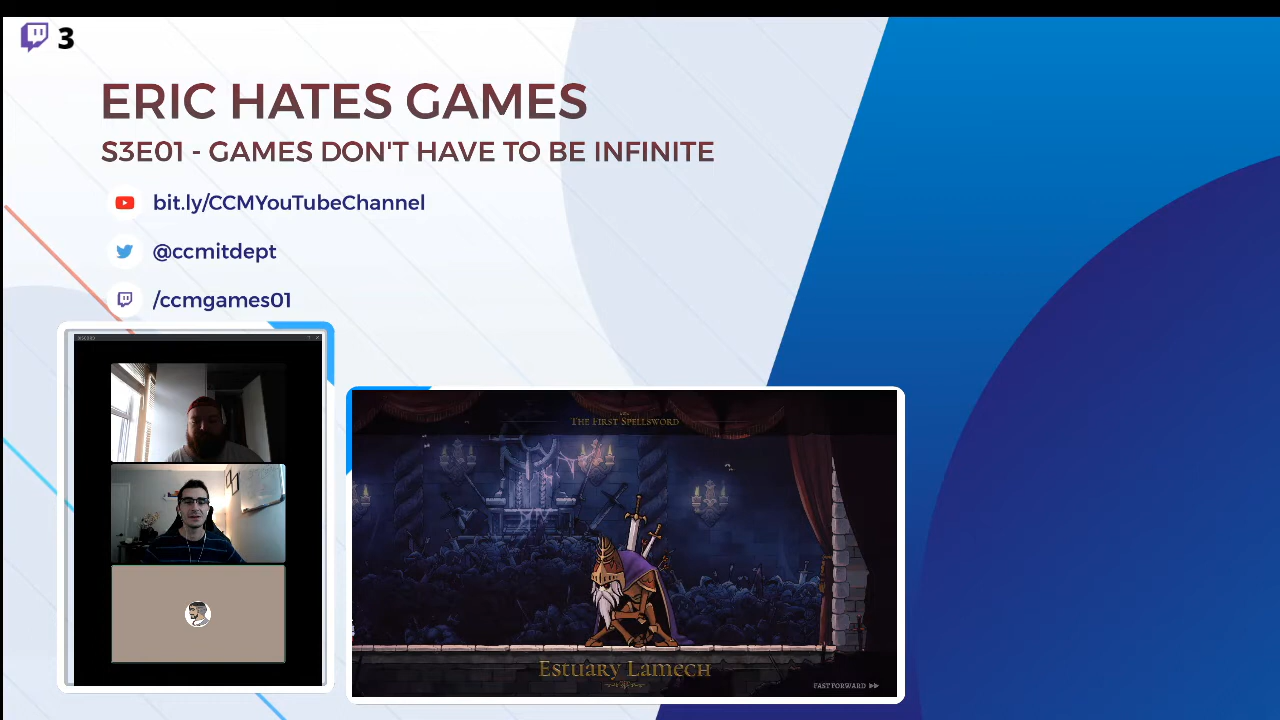 3
ERIC HATES GAMES
S3E01 - GAMES DON'T HAVE TO BE INFINITE
bit.ly/CCMYouTubeChannel
@ccmitdept
/ccmgames01
THE FIRST SPELLSWORD
ESTUARY LAMECH
FAST FORWARD